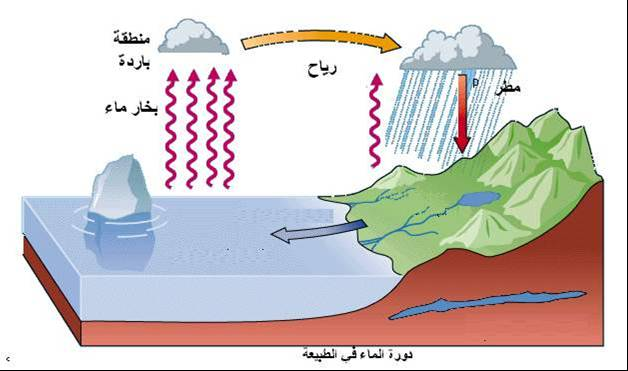 منطقة
باردة
رياح
مطر
P
بخار ماء
دورة الماء في الطبيعة
c